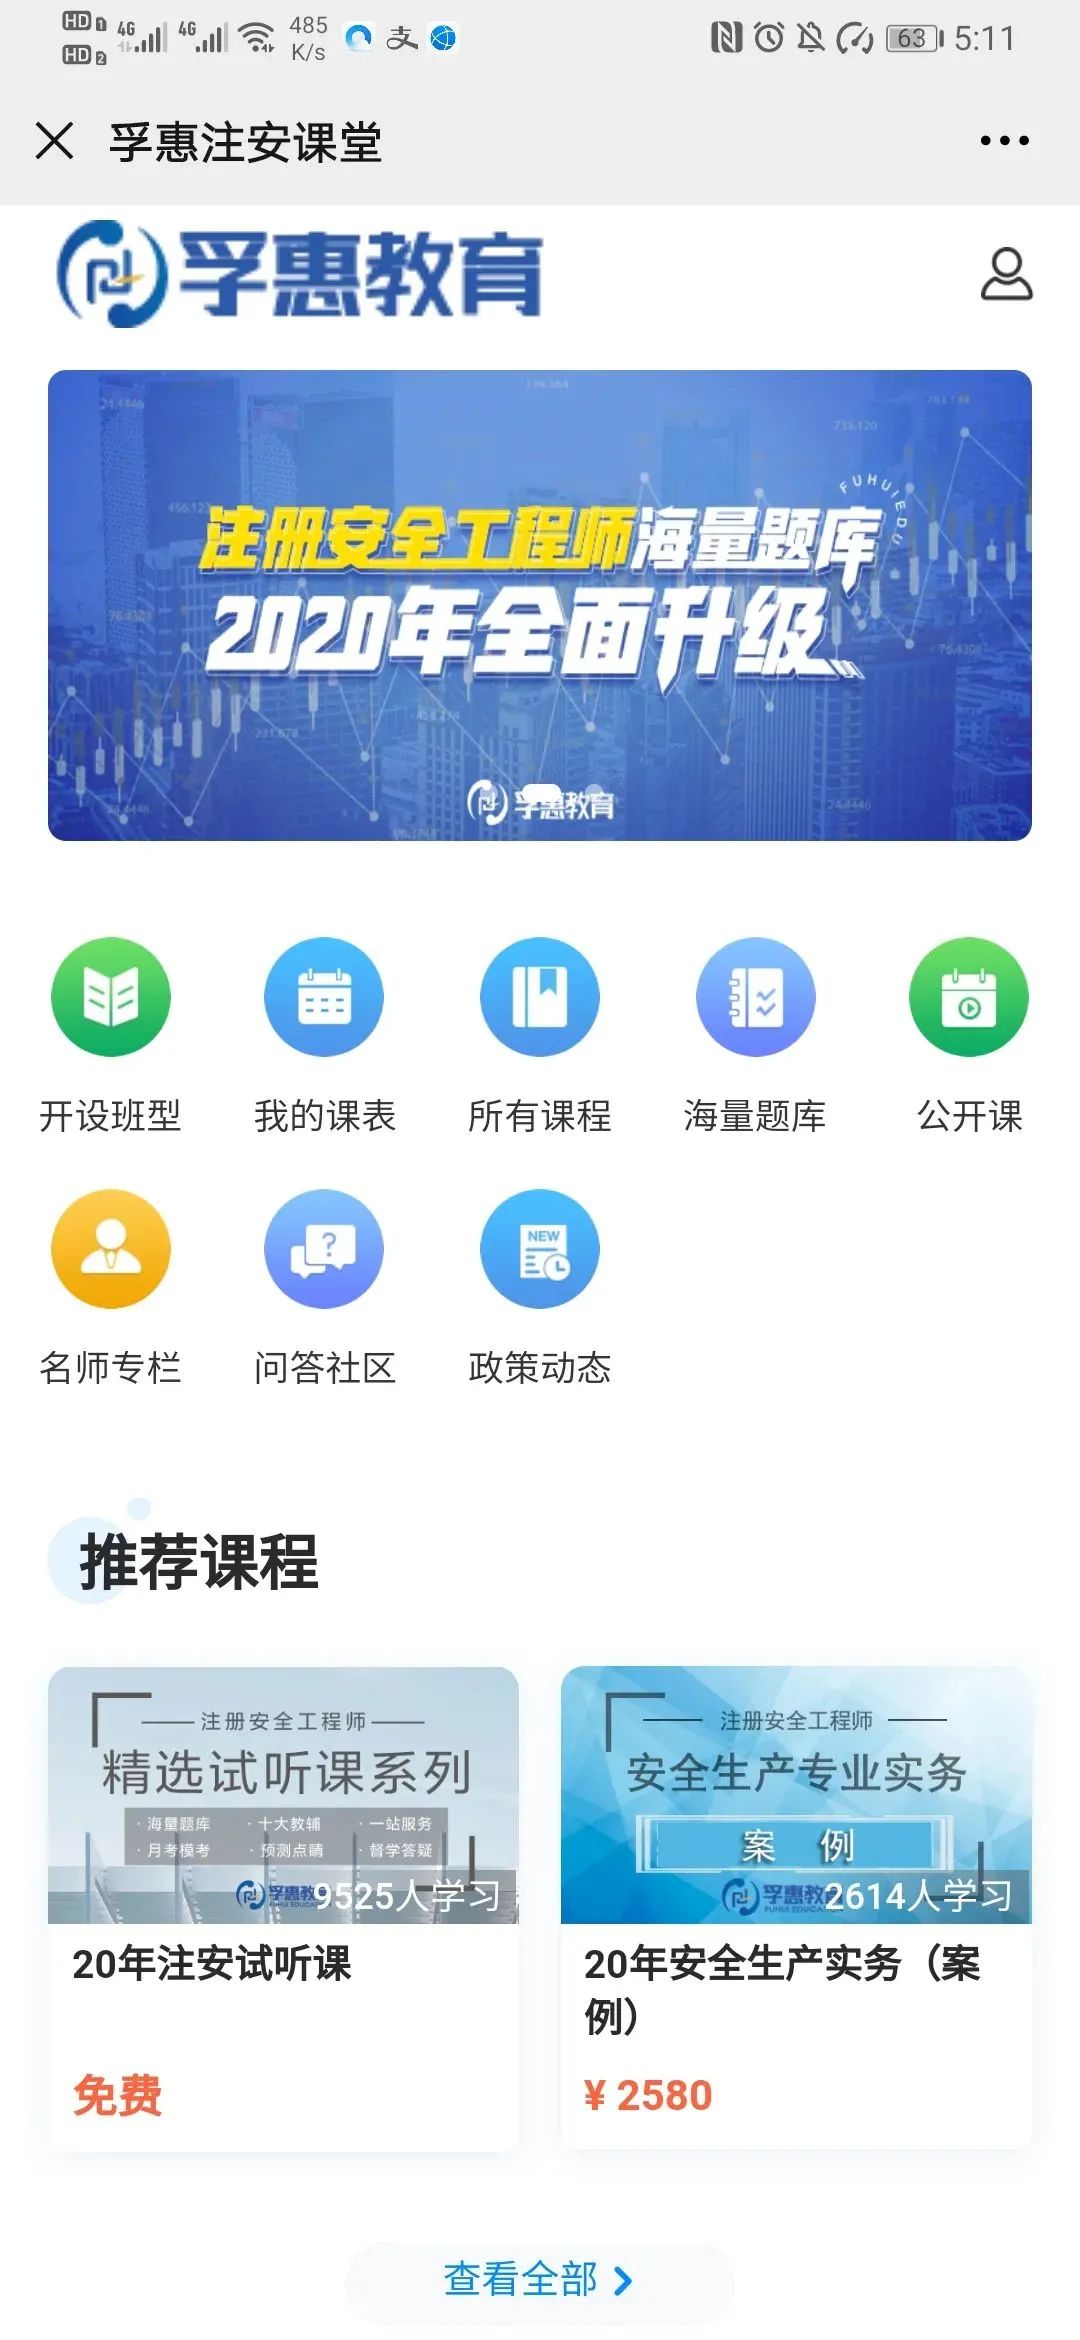 HD 1 4G 4G 485 63 5:11
HD 2 K/s 支
孚惠注安课堂
孚惠教育
FUHUIEDU
注册安全工程师海量题库
2020年全面升级
孚惠教育
开设班型 我的课表 所有课程 海量题库 公开课
NEW
名师专栏 问答社区 政策动态
推荐课程
注册安全工程师
精选试听课系列
·海量题库 ·十大教辅 ·一站服务
·月考模考 ·预测点睛 ·督学答疑
孚惠教 9525人学习
20年注安试听课
免费
注册安全工程师
安全生产专业实务
案 例
孚惠教育 2614人学习
FUHUI EDUCATION
20年安全生产实务（案
例）
¥ 2580
查看全部